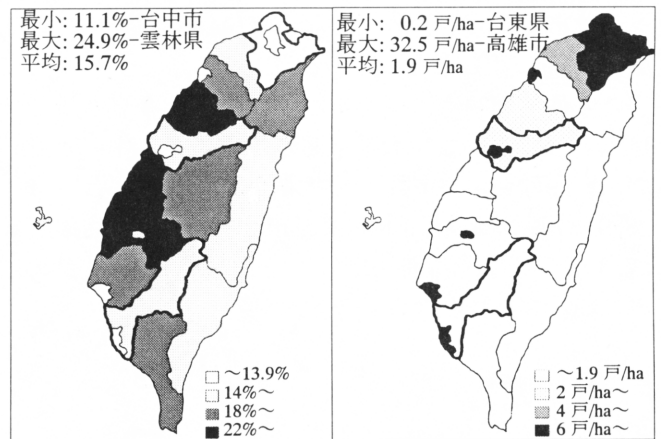 最小: 11.1%-台中市
最大: 24.9%-雲林県
平均: 15.7%
～13.9%
14%～
18%～
22%～
最小: 0.2 戸/ha-台東県
最大: 32.5 戸/ha-高雄市
平均: 1.9 戸/ha
～1.9 戸/ha
2 戸/ha～
4 戸/ha～
6 戸/ha～